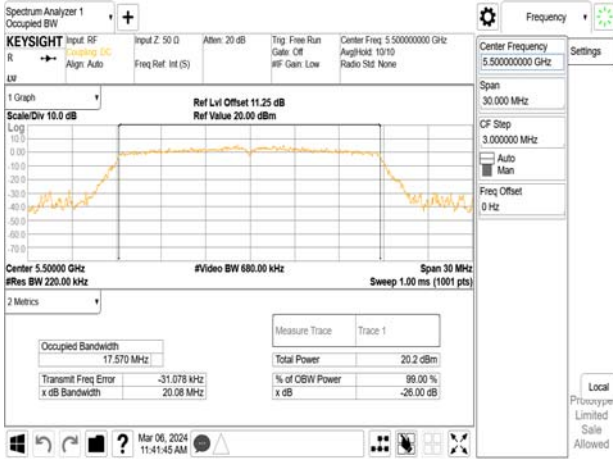 Spectrum Analyzer 1
Occupied BW
+
Frequency
KEYSIGHT
R
Input: RF
Coupling: DC
Align: Auto
Input Z: 50 Ω
Freq Ref: Int (S)
Atten: 20 dB
Trig: Free Run
Gate: Off
#IF Gain: Low
Center Freq: 5.500000000 GHz
Avg|Hold: 10/10
Radio Std: None
LXI
Center Frequency
5.500000000 GHz
Settings
Span
30.000 MHz
CF Step
3.000000 MHz
Auto
Man
Freq Offset
0 Hz
1 Graph
Scale/Div 10.0 dB
Ref Lvl Offset 11.25 dB
Ref Value 20.00 dBm
Log
10.0
0.00
-10.0
-20.0
-30.0
-40.0
-50.0
-60.0
-70.0
Center 5.50000 GHz
#Res BW 220.00 kHz
#Video BW 680.00 kHz
Span 30 MHz
Sweep 1.00 ms (1001 pts)
2 Metrics
Measure Trace
Trace 1
Occupied Bandwidth
17.570 MHz
Total Power
20.2 dBm
Transmit Freq Error
-31.078 kHz
% of OBW Power
99.00 %
x dB Bandwidth
20.08 MHz
x dB
-26.00 dB
Local
Prototype
Limited
Sale
Allowed
?
Mar 06, 2024
11:41:45 AM